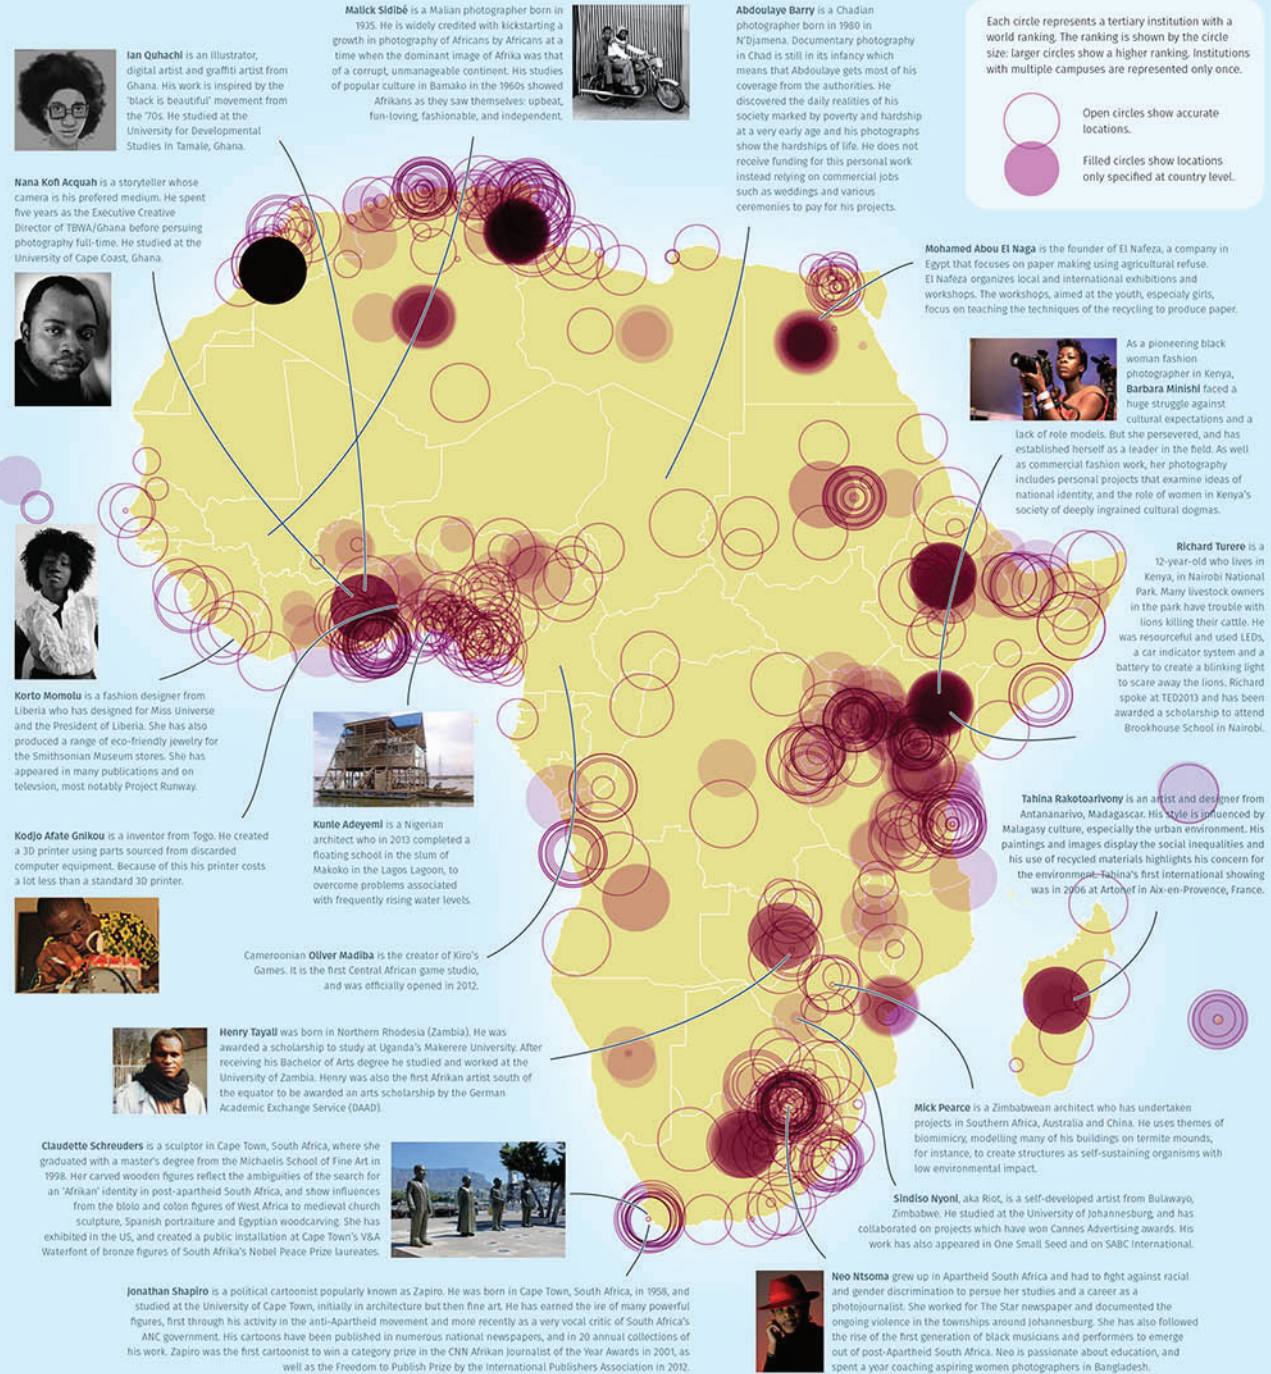 Malick Sidibé is a Malian photographer born in
1935. He is widely credited with kickstarting a
growth in photography of Africans by Africans at a
time when the dominant image of Afrika was that
of a corrupt, unmanageable continent. His studies
of popular culture in Bamako in the 1960s showed
Afrikans as they saw themselves: upbeat,
fun-loving, fashionable, and independent.
Abdoulaye Barry is a Chadian
photographer born in 1980 in
N'Djamena. Documentary photography
in Chad is still in its infancy which
means that Abdoulaye gets most of his
coverage from the authorities. He
discovered the daily realities of his
society marked by poverty and hardship
at a very early age and his photographs
show the hardships of life. He does not
receive funding for this personal work
instead relying on commercial jobs
such as weddings and various
ceremonies to pay for his projects.
Each circle represents a tertiary institution with a
world ranking. The ranking is shown by the circle
size: larger circles show a higher ranking. Institutions
with multiple campuses are represented only once.
Open circles show accurate
locations.
Filled circles show locations
only specified at country level.
Ian Quhachi is an Illustrator,
digital artist and graffiti artist from
Ghana. His work is inspired by the
'black is beautiful' movement from
the '70s. He studied at the
University for Developmental
Studies In Tamale, Ghana.
Nana Kofi Acquah is a storyteller whose
camera is his prefered medium. He spent
five years as the Executive Creative
Director of TBWA/Ghana before persuing
photography full-time. He studied at the
University of Cape Coast, Ghana.
Mohamed Abou El Naga is the founder of El Nafeza, a company in
Egypt that focuses on paper making using agricultural refuse.
El Nafeza organizes local and international exhibitions and
workshops. The workshops, aimed at the youth, especialy girls,
focus on teaching the techniques of the recycling to produce paper.
As a pioneering black
woman fashion
photographer in Kenya,
Barbara Minishi faced a
huge struggle against
cultural expectations and a
lack of role models. But she persevered, and has
established herself as a leader in the field. As well
as commercial fashion work, her photography
includes personal projects that examine ideas of
national identity, and the role of women in Kenya's
society of deeply ingrained cultural dogmas.
Richard Turere is a
12-year-old who lives in
Kenya, in Nairobi National
Park. Many livestock owners
in the park have trouble with
lions killing their cattle. He
was resourceful and used LEDs,
a car indicator system and a
battery to create a blinking light
to scare away the lions. Richard
spoke at TED2013 and has been
awarded a scholarship to attend
Brookhouse School in Nairobi.
Korto Momolu is a fashion designer from
Liberia who has designed for Miss Universe
and the President of Liberia. She has also
produced a range of eco-friendly jewelry for
the Smithsonian Museum stores. She has
appeared in many publications and on
televsion, most notably Project Runway.
Kodjo Afate Gnikou is a inventor from Togo. He created
a 3D printer using parts sourced from discarded
computer equipment. Because of this his printer costs
a lot less than a standard 3D printer.
Kunle Adeyemi is a Nigerian
architect who in 2013 completed a
floating school in the slum of
Makoko in the Lagos Lagoon, to
overcome problems associated
with frequently rising water levels.
Tahina Rakotoarivony is an artist and designer from
Antananarivo, Madagascar. His style is influenced by
Malagasy culture, especially the urban environment. His
paintings and images display the social inequalities and
his use of recycled materials highlights his concern for
the environment. Tahina's first international showing
was in 2006 at Artonef in Aix-en-Provence, France.
Cameroonian Oliver Madiba is the creator of Kiro's
Games. It is the first Central African game studio,
and was officially opened in 2012.
Henry Tayali was born in Northern Rhodesia (Zambia). He was
awarded a scholarship to study at Uganda's Makerere University. After
receiving his Bachelor of Arts degree he studied and worked at the
University of Zambia. Henry was also the first Afrikan artist south of
the equator to be awarded an arts scholarship by the German
Academic Exchange Service (DAAD).
Mick Pearce is a Zimbabwean architect who has undertaken
projects in Southern Africa, Australia and China. He uses themes of
biomimicry, modelling many of his buildings on termite mounds,
for instance, to create structures as self-sustaining organisms with
low environmental impact.
Claudette Schreuders is a sculptor in Cape Town, South Africa, where she
graduated with a master's degree from the Michaelis School of Fine Art in
1998. Her carved wooden figures reflect the ambiguities of the search for
an 'Afrikan' identity in post-apartheid South Africa, and show influences
from the blolo and colon figures of West Africa to medieval church
sculpture, Spanish portraiture and Egyptian woodcarving. She has
exhibited in the US, and created a public installation at Cape Town's V&A
Waterfont of bronze figures of South Afrika's Nobel Peace Prize laureates.
Sindiso Nyoni, aka Riot, is a self-developed artist from Bulawayo,
Zimbabwe. He studied at the University of Johannesburg, and has
collaborated on projects which have won Cannes Advertising awards. His
work has also appeared in One Small Seed and on SABC International.
Jonathan Shapiro is a political cartoonist popularly known as Zapiro. He was born in Cape Town, South Africa, in 1958, and
studied at the University of Cape Town, initially in architecture but then fine art. He has earned the ire of many powerful
figures, first through his activity in the anti-Apartheid movement and more recently as a very vocal critic of South Africa's
ANC government. His cartoons have been published in numerous national newspapers, and in 20 annual collections of
his work. Zapiro was the first cartoonist to win a category prize in the CNN Afrikan Journalist of the Year Awards in 2001, as
well as the Freedom to Publish Prize by the International Publishers Association in 2012.
Neo Ntsoma grew up in Apartheid South Africa and had to fight against racial
and gender discrimination to persue her studies and a career as a
photojournalist. She worked for The Star newspaper and documented the
ongoing violence in the townships around Johannesburg. She has also followed
the rise of the first generation of black musicians and performers to emerge
out of post-Apartheid South Africa. Neo is passionate about education, and
spent a year coaching aspiring women photographers in Bangladesh.